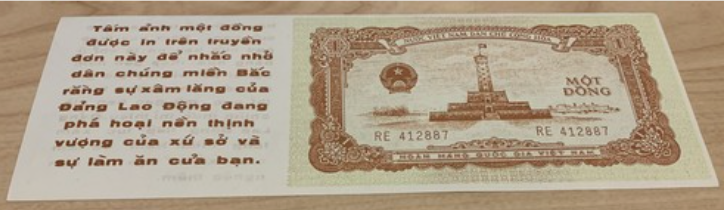 Tấm ảnh một đồng
được in trên truyền
đơn này để nhắc nhở
dân chúng miền Bắc
rằng sự xâm lăng của
Đảng Lao Động đang
phá hoại nền thịnh
vượng của xứ sở và
sự làm ăn của bạn.
NƯỚC VIỆT NAM DÂN CHỦ CỘNG HÒA
1
1
MỘT
ĐỒNG
RE 412887
RE 412887
NGÂN HÀNG QUỐC GIA VIỆT NAM